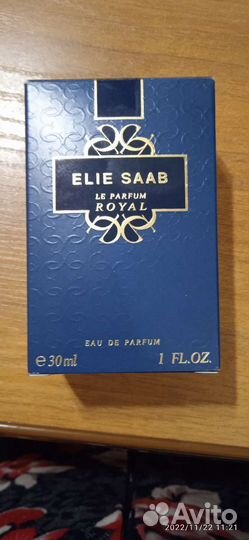 ELIE SAAB
LE PARFUM
ROYAL
EAU DE PARFUM
℮30ml 1 FL.OZ.
Avito
2022/11/22 11:21